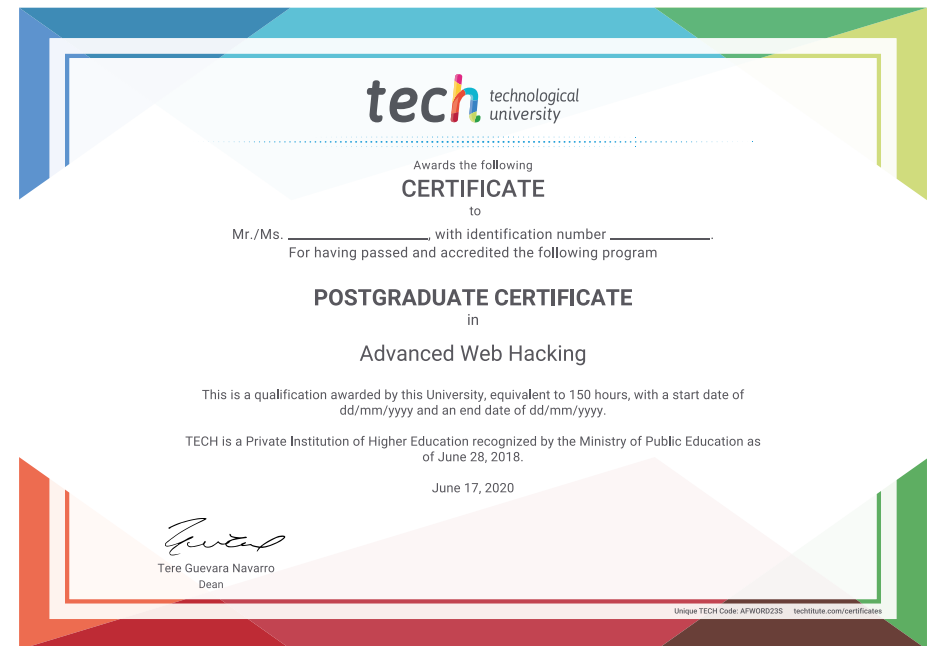 tech technological
university
Awards the following
CERTIFICATE
to
Mr./Ms. ____________________, with identification number ______________.
For having passed and accredited the following program
POSTGRADUATE CERTIFICATE
in
Advanced Web Hacking
This is a qualification awarded by this University, equivalent to 150 hours, with a start date of
dd/mm/yyyy and an end date of dd/mm/yyyy.
TECH is a Private Institution of Higher Education recognized by the Ministry of Public Education as
of June 28, 2018.
June 17, 2020
Tere Guevara Navarro
Dean
Unique TECH Code: AFWORD23S techtitute.com/certificates